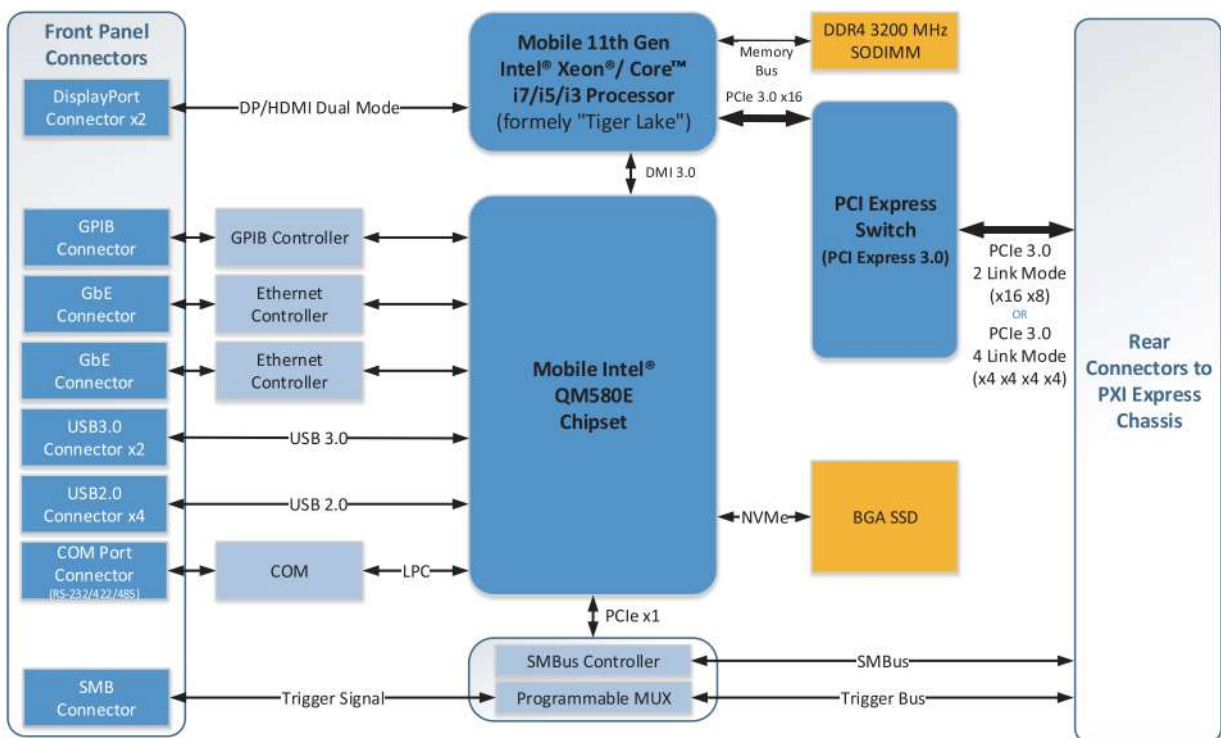 Front Panel
Connectors
DisplayPort
Connector x2
DP/HDMI Dual Mode
Mobile 11th Gen
Intel® Xeon®/ Core™
i7/i5/i3 Processor
(formely "Tiger Lake")
Memory
Bus
DDR4 3200 MHz
SODIMM
PCIe 3.0 x16
DMI 3.0
PCI Express
Switch
(PCI Express 3.0)
PCIe 3.0
2 Link Mode
(x16 x8)
OR
PCIe 3.0
4 Link Mode
(x4 x4 x4 x4)
Rear
Connectors to
PXI Express
Chassis
GPIB
Connector
GPIB Controller
GbE
Connector
Ethernet
Controller
GbE
Connector
Ethernet
Controller
Mobile Intel®
QM580E
Chipset
USB3.0
Connector x2
USB 3.0
USB2.0
Connector x4
USB 2.0
NVMe
BGA SSD
COM Port
Connector
(RS-232/422/485)
COM
LPC
PCIe x1
SMBus Controller
SMBus
SMB
Connector
Trigger Signal
Programmable MUX
Trigger Bus